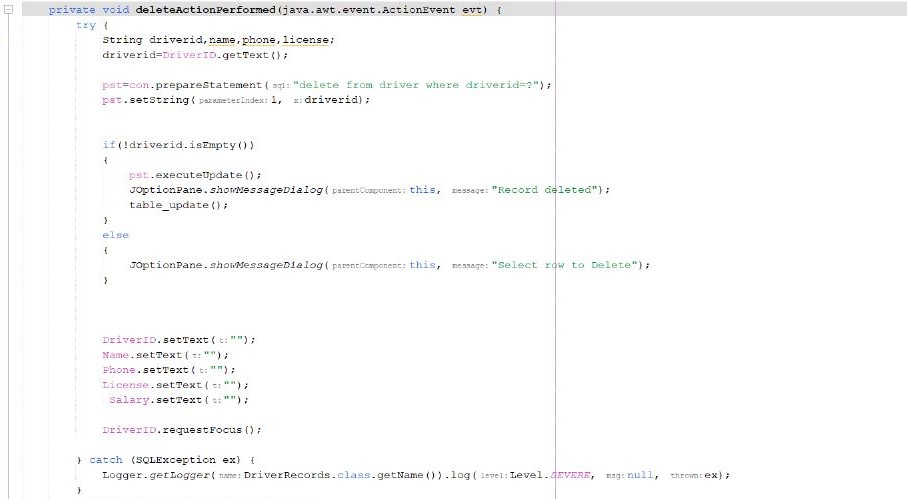 private void deleteActionPerformed(java.awt.event.ActionEvent evt) {
try {
String driverid,name,phone,license;
driverid=DriverID.getText();
pst=con.prepareStatement( sql: "delete from driver where driverid=?");
pst.setString( parameterIndex: 1, x: driverid);
if(!driverid.isEmpty())
{
pst.executeUpdate();
JOptionPane.showMessageDialog( parentComponent: this, message: "Record deleted");
table_update();
}
else
{
JOptionPane.showMessageDialog( parentComponent: this, message: "Select row to Delete");
}
DriverID.setText( t: "");
Name.setText( t: "");
Phone.setText( t: "");
License.setText( t: "");
Salary.setText( t: "");
DriverID.requestFocus();
} catch (SQLException ex) {
Logger.getLogger( name: DriverRecords.class.getName()).log( level: Level.SEVERE, msg: null, thrown: ex);
}